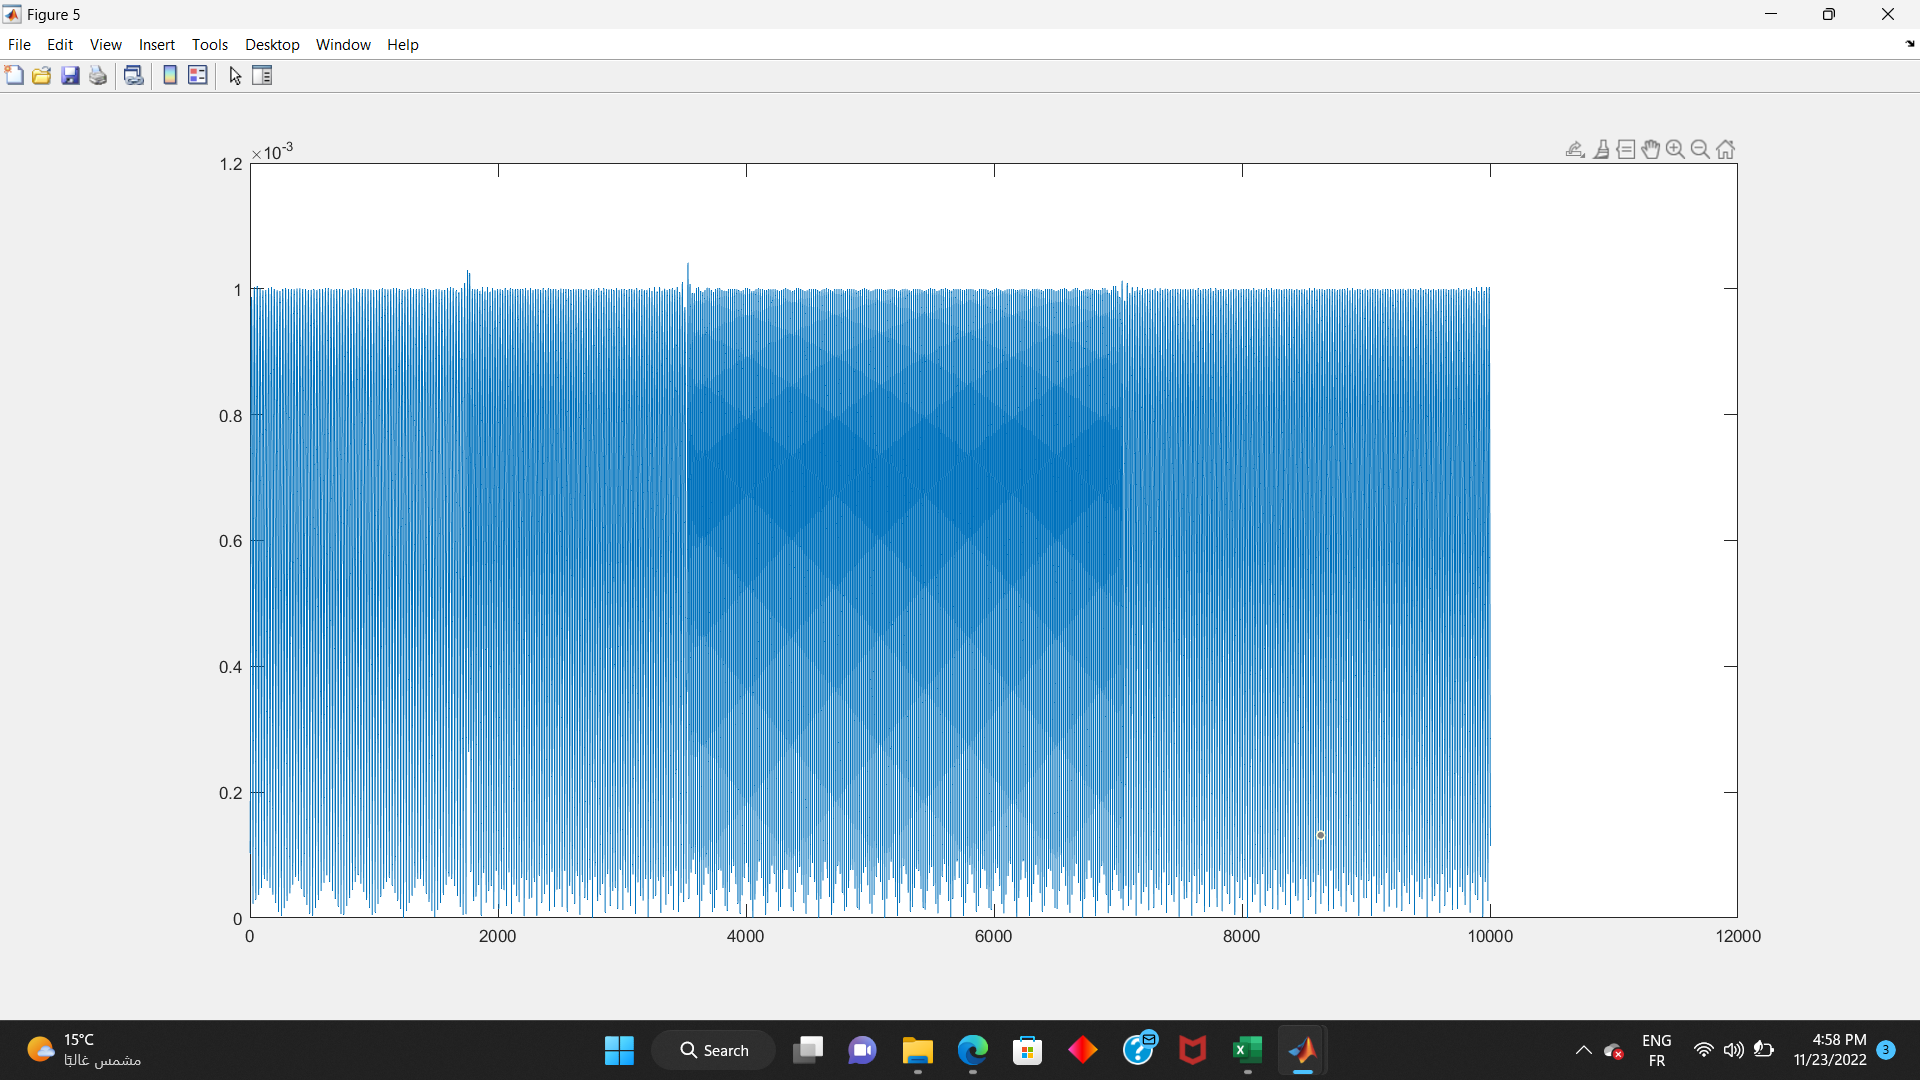 Figure 5
File Edit View Insert Tools Desktop Window Help
×10-3
1.2
1
0.8
0.6
0.4
0.2
0
0 2000 4000 6000 8000 10000 12000
15°C
مشمس غالبًا
Search
ENG
FR
4:58 PM
11/23/2022
3